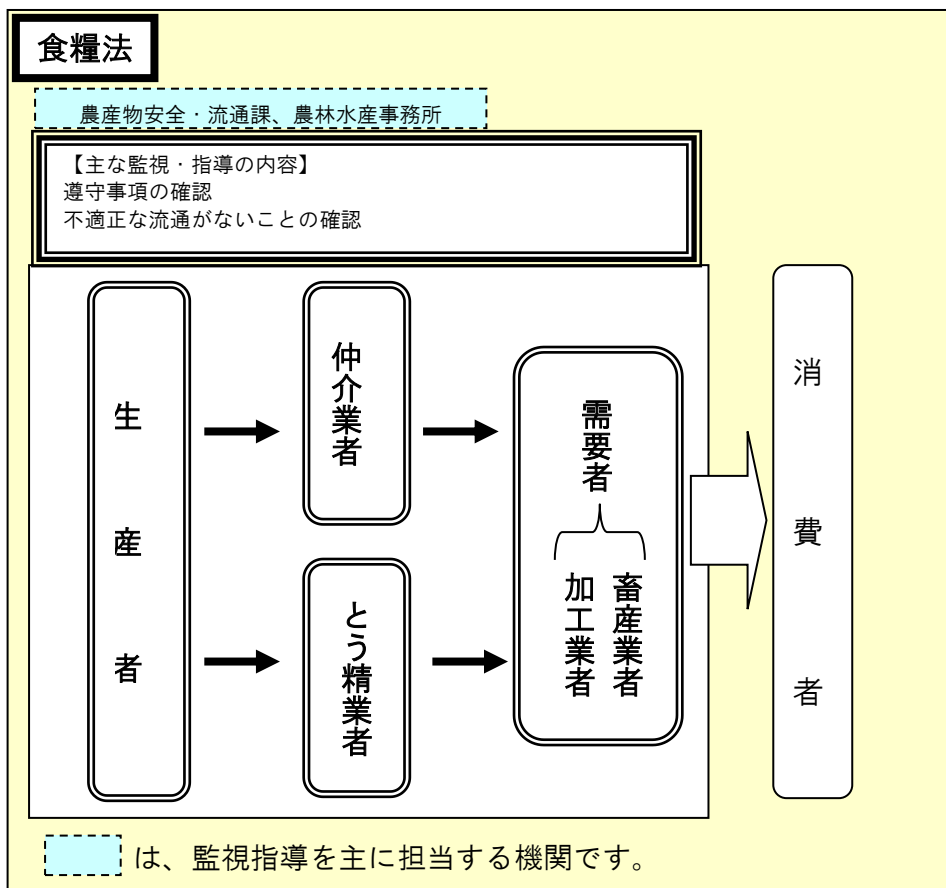 食糧法
農産物安全・流通課、農林水産事務所
【主な監視・指導の内容】
遵守事項の確認
不適正な流通がないことの確認
生産者
仲介業者
とう精業者
需要者
畜産業者
加工業者
消費者
は、監視指導を主に担当する機関です。